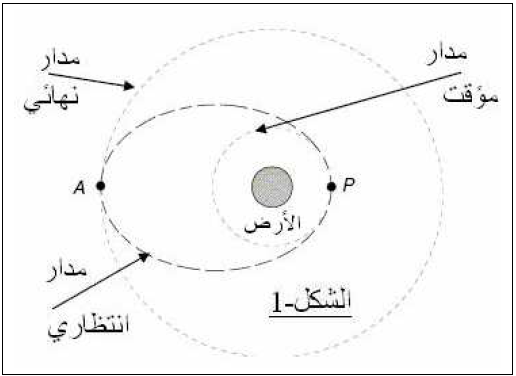 مدار
نهائي
مدار
مؤقت
A
P
الأرض
مدار
انتظاري
الشكل-1